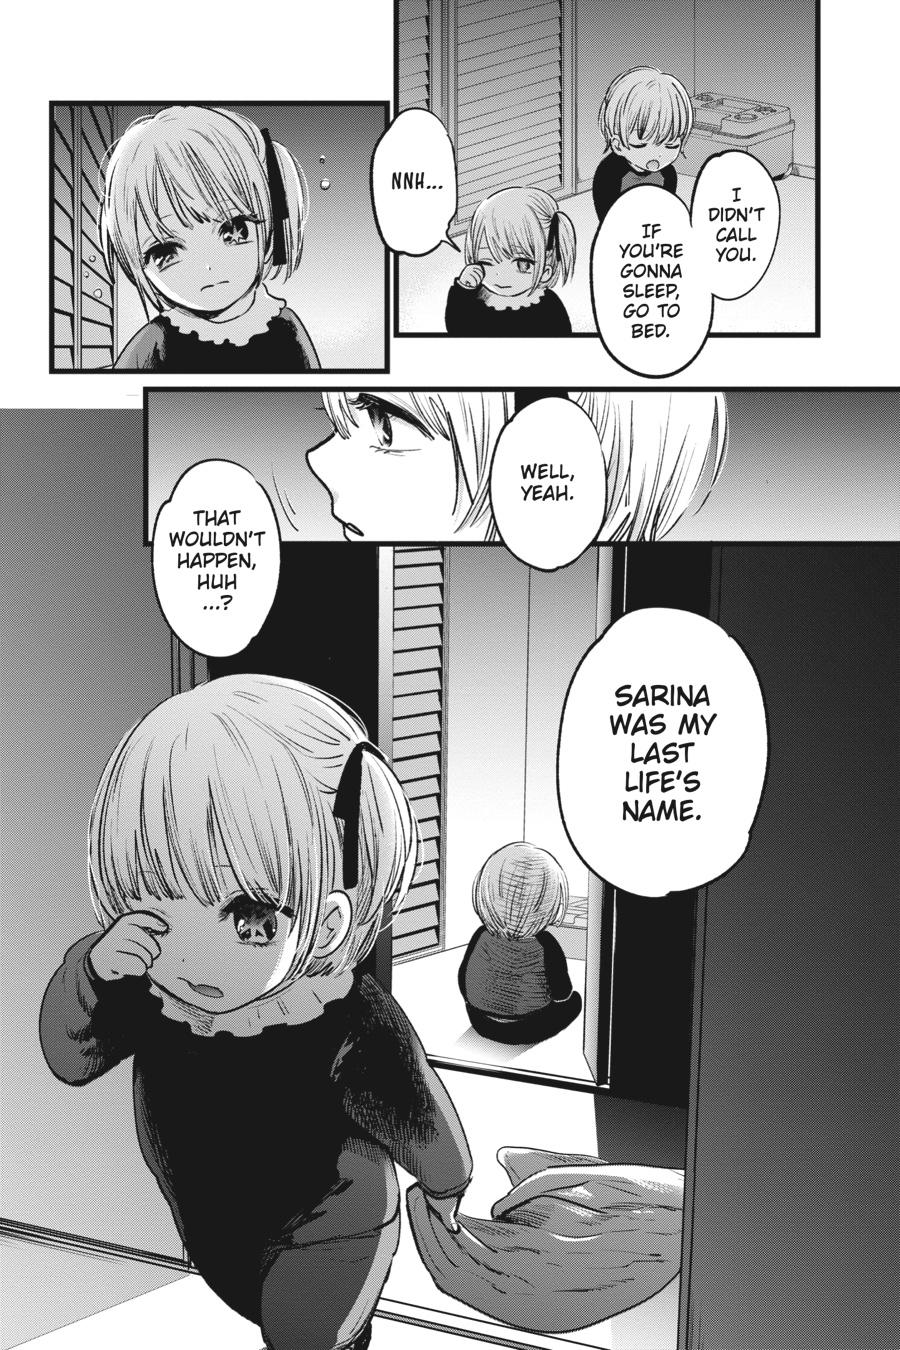 I
DIDN'T
CALL
YOU.
IF
YOU'RE
GONNA
SLEEP,
GO TO
BED.
NNH...
WELL,
YEAH.
THAT
WOULDN'T
HAPPEN,
HUH
...?
SARINA
WAS MY
LAST
LIFE'S
NAME.